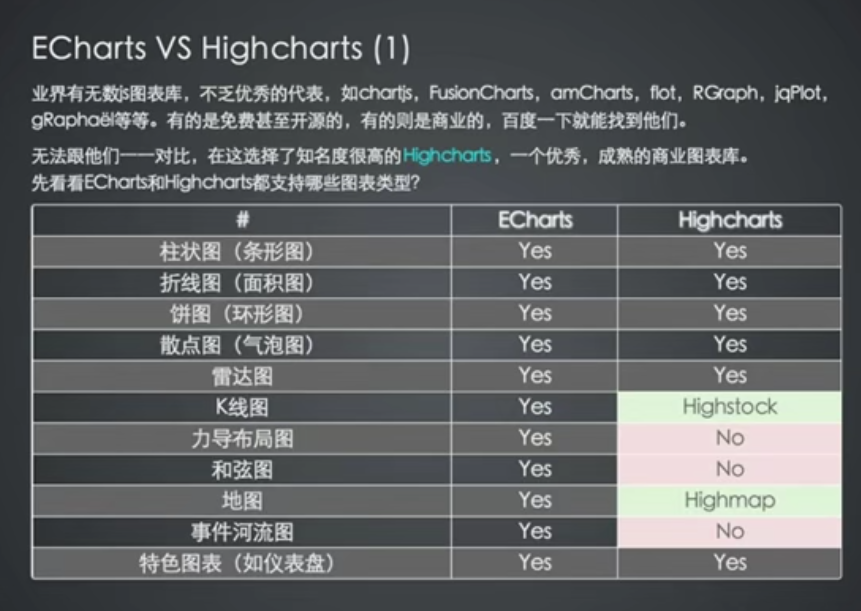 ECharts VS Highcharts (1)
业界有无数js图表库，不乏优秀的代表，如chartjs，FusionCharts，amCharts，flot，RGraph，jqPlot，
gRaphaël等等。有的是免费甚至开源的，有的则是商业的，百度一下就能找到他们。
无法跟他们一一对比，在这选择了知名度很高的Highcharts，一个优秀，成熟的商业图表库。
先看看ECharts和Highcharts都支持哪些图表类型?
# ECharts Highcharts
柱状图（条形图） Yes Yes
折线图（面积图） Yes Yes
饼图（环形图） Yes Yes
散点图（气泡图） Yes Yes
雷达图 Yes Yes
K线图 Yes Highstock
力导布局图 Yes No
和弦图 Yes No
地图 Yes Highmap
事件河流图 Yes No
特色图表（如仪表盘） Yes Yes